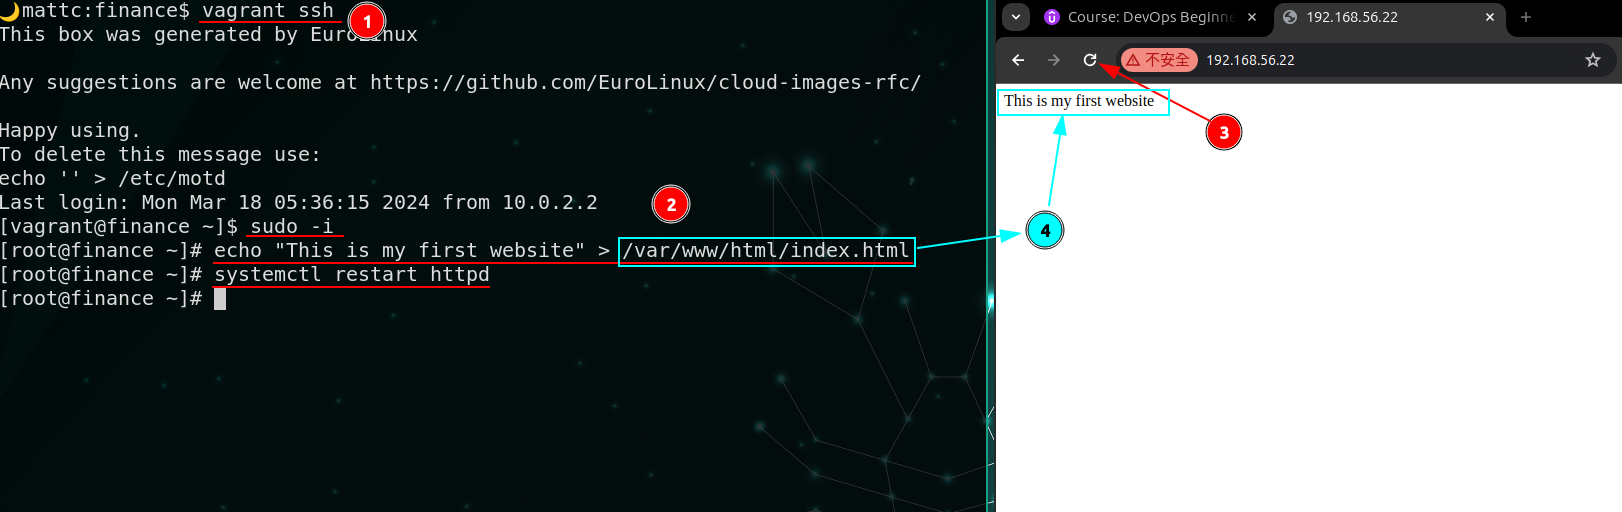 mattc:finance$ vagrant ssh
1
This box was generated by EuroLinux
Any suggestions are welcome at https://github.com/EuroLinux/cloud-images-rfc/
Happy using.
To delete this message use:
echo '' > /etc/motd
Last login: Mon Mar 18 05:36:15 2024 from 10.0.2.2
2
[vagrant@finance ~]$ sudo -i
[root@finance ~]# echo "This is my first website" > /var/www/html/index.html
[root@finance ~]# systemctl restart httpd
[root@finance ~]#
Course: DevOps Beginne
192.168.56.22
不安全 192.168.56.22
This is my first website
3
4